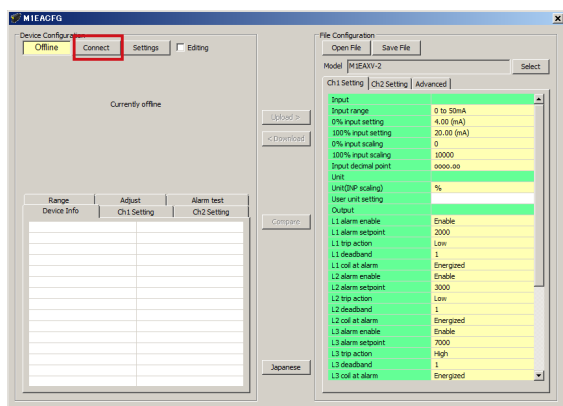 M1EACFG
Device Configuration
Offline Connect Settings Editing
Currently offline
Range Adjust Alarm test
Device Info Ch1 Setting Ch2 Setting
Upload >
< Download
Compare
Japanese
File Configuration
Open File Save File
Model M1EAXV-2 Select
Ch1 Setting Ch2 Setting Advanced
Input
Input range 0 to 50mA
0% input setting 4.00 (mA)
100% input setting 20.00 (mA)
0% input scaling 0
100% input scaling 10000
Input decimal point oooo.oo
Unit
Unit(INP scaling) %
User unit setting
Output
L1 alarm enable Enable
L1 alarm setpoint 2000
L1 trip action Low
L1 deadband 1
L1 coil at alarm Energized
L2 alarm enable Enable
L2 alarm setpoint 3000
L2 trip action Low
L2 deadband 1
L2 coil at alarm Energized
L3 alarm enable Enable
L3 alarm setpoint 7000
L3 trip action High
L3 deadband 1
L3 coil at alarm Energized